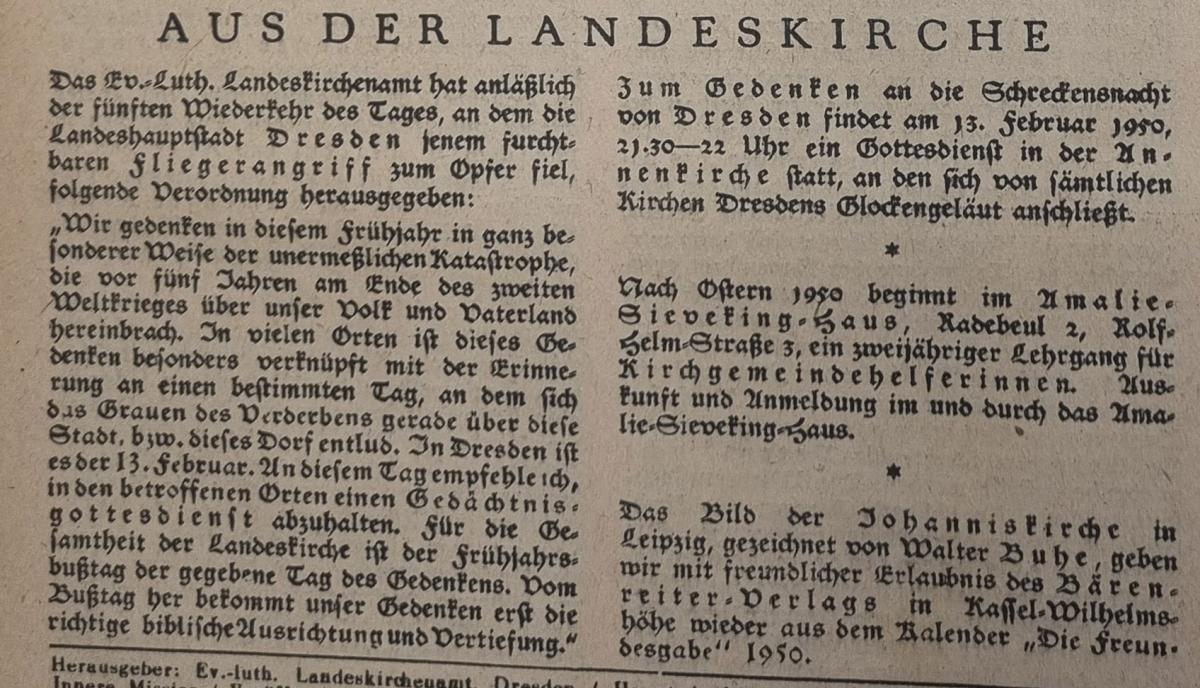 AUS DER LANDESKIRCHE
Das Ev.-Luth. Landeskirchenamt hat anläßlich
der fünften Wiederkehr des Tages, an dem die
Landeshauptstadt Dresden jenem furcht-
baren Fliegerangriff zum Opfer fiel,
folgende Verordnung herausgegeben:
„Wir gedenken in diesem Frühjahr in ganz be-
sonderer Weise der unermeßlichen Katastrophe,
die vor fünf Jahren am Ende des zweiten
Weltkrieges über unser Volk und Vaterland
hereinbrach. In vielen Orten ist dieses Ge-
denken besonders verknüpft mit der Erinne-
rung an einen bestimmten Tag, an dem sich
das Grauen des Verderbens gerade über diese
Stadt, bzw. dieses Dorf entlud. In Dresden ist
es der 13. Februar. An diesem Tag empfehle ich,
in den betroffenen Orten einen Gedächtnis-
gottesdienst abzuhalten. Für die Ge-
samtheit der Landeskirche ist der Frühjahrs-
bußtag der gegebene Tag des Gedenkens. Vom
Bußtag her bekommt unser Gedenken erst die
richtige biblische Ausrichtung und Vertiefung."
Zum Gedenken an die Schreckensnacht
von Dresden findet am 13. Februar 1950,
21.30—22 Uhr ein Gottesdienst in der An-
nenkirche statt, an den sich von sämtlichen
Kirchen Dresdens Glockengeläut anschließt.
*
Nach Ostern 1950 beginnt im Amalie-
Sieveking-Haus, Radebeul 2, Rolf-
Helm-Straße 3, ein zweijähriger Lehrgang für
Kirchgemeindehelferinnen. Aus-
kunft und Anmeldung im und durch das Ama-
lie-Sieveking-Haus.
*
Das Bild der Johanniskirche in
Leipzig, gezeichnet von Walter Buhe, geben
wir mit freundlicher Erlaubnis des Bären-
reiter-Verlags in Kassel-Wilhelms-
höhe wieder aus dem Kalender „Die Freun-
desgabe" 1950.
Herausgeber: Ev.-luth. Landeskirchenamt, Dresden /